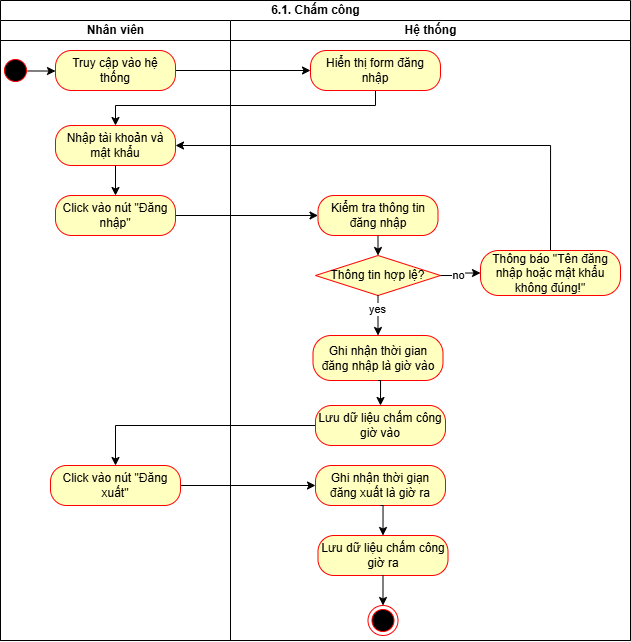 6.1. Chấm công
Nhân viên
Hệ thống
Truy cập vào hệ
thống
Hiển thị form đăng
nhập
Nhập tài khoản và
mật khẩu
Click vào nút "Đăng
nhập"
Kiểm tra thông tin
đăng nhập
Thông tin hợp lệ?
no
Thông báo "Tên đăng
nhập hoặc mật khẩu
không đúng!"
yes
Ghi nhận thời gian
đăng nhập là giờ vào
Lưu dữ liệu chấm công
giờ vào
Click vào nút "Đăng
xuất"
Ghi nhận thời gian
đăng xuất là giờ ra
Lưu dữ liệu chấm công
giờ ra